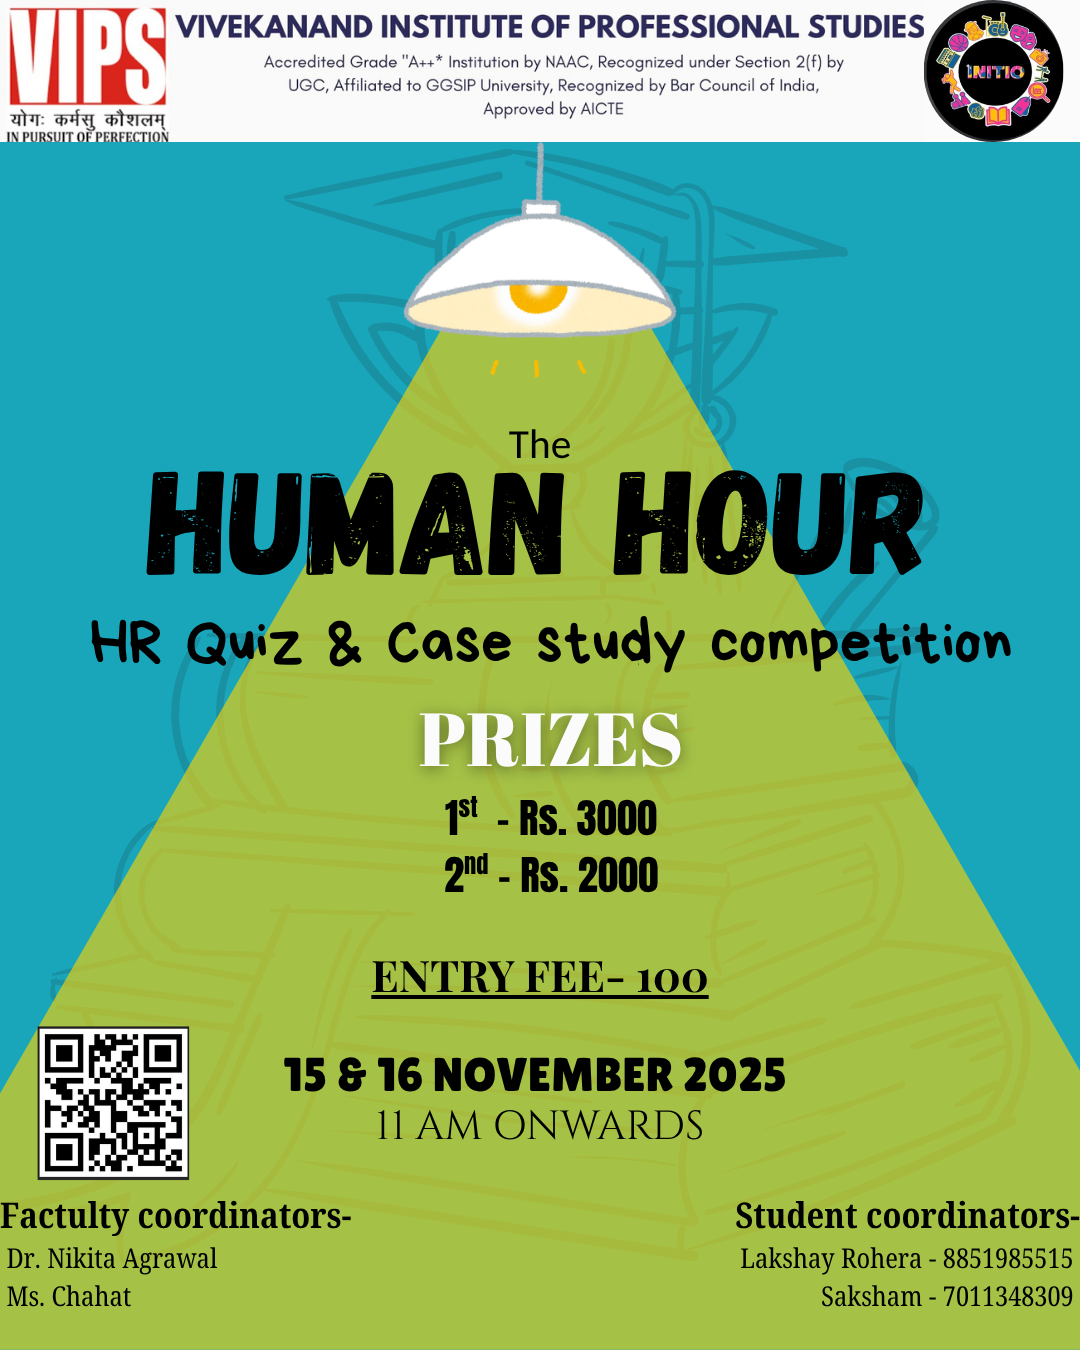 VIPS
योगः कर्मसु कौशलम्
IN PURSUIT OF PERFECTION
VIVEKANAND INSTITUTE OF PROFESSIONAL STUDIES
Accredited Grade "A++* Institution by NAAC, Recognized under Section 2(f) by
UGC, Affiliated to GGSIP University, Recognized by Bar Council of India,
Approved by AICTE
INITIO
The
HUMAN HOUR
HR Quiz & Case study competition
PRIZES
1st - Rs. 3000
2nd - Rs. 2000
ENTRY FEE- 100
15 & 16 NOVEMBER 2025
11 AM ONWARDS
Factulty coordinators-
Dr. Nikita Agrawal
Ms. Chahat
Student coordinators-
Lakshay Rohera - 8851985515
Saksham - 7011348309